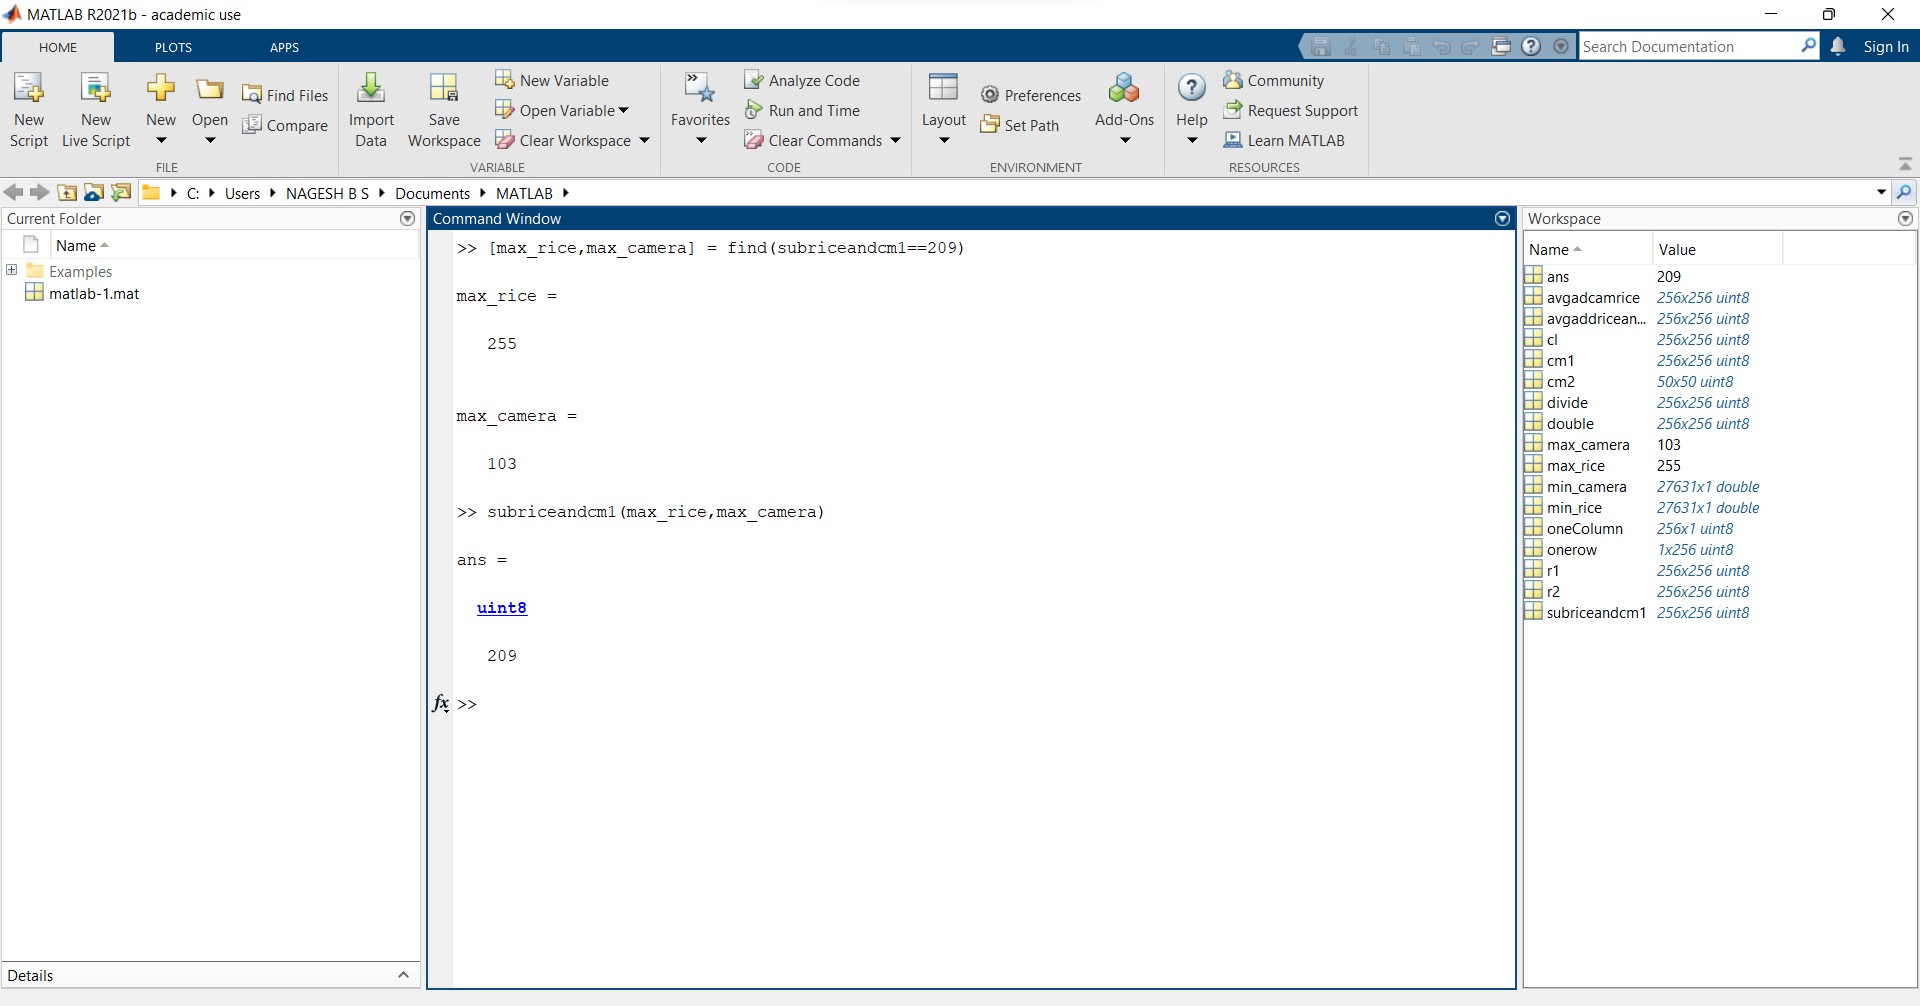 MATLAB R2021b - academic use
HOME PLOTS APPS
Search Documentation
Sign In
New Script
New Live Script
New
Open
Find Files
Compare
FILE
Import Data
Save Workspace
New Variable
Open Variable
Clear Workspace
VARIABLE
Favorites
Analyze Code
Run and Time
Clear Commands
CODE
Layout
Preferences
Set Path
Add-Ons
ENVIRONMENT
Help
Community
Request Support
Learn MATLAB
RESOURCES
C: Users NAGESH B S Documents MATLAB
Current Folder
Name
Examples
matlab-1.mat
Details
Command Window
>> [max_rice,max_camera] = find(subriceandcm1==209)
max_rice =
255
max_camera =
103
>> subriceandcm1(max_rice,max_camera)
ans =
uint8
209
fx >>
Workspace
Name Value
ans 209
avgadcamrice 256x256 uint8
avgaddricean... 256x256 uint8
cl 256x256 uint8
cm1 256x256 uint8
cm2 50x50 uint8
divide 256x256 uint8
double 256x256 uint8
max_camera 103
max_rice 255
min_camera 27631x1 double
min_rice 27631x1 double
oneColumn 256x1 uint8
onerow 1x256 uint8
r1 256x256 uint8
r2 256x256 uint8
subriceandcm1 256x256 uint8